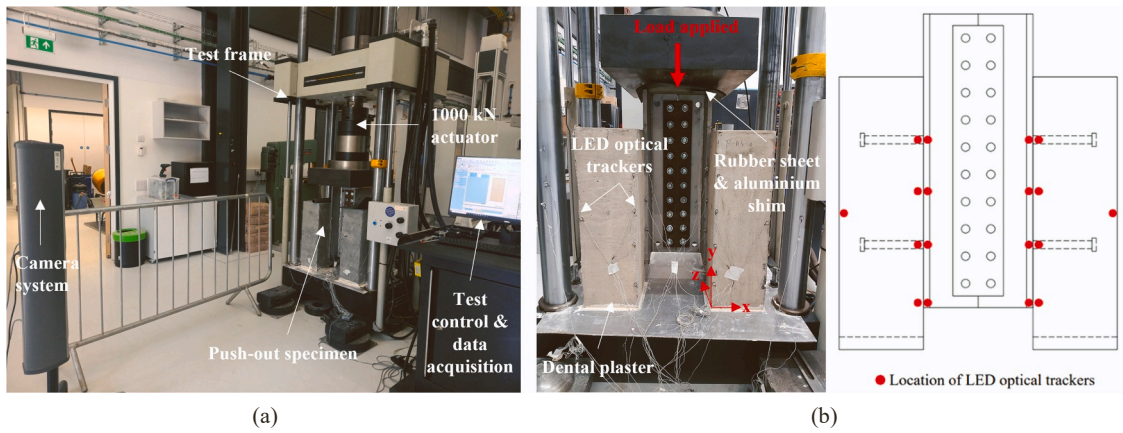 Test frame
1000 kN
actuator
Camera
system
Push-out specimen
Test
control &
data
acquisition
(a)
Load applied
LED optical
trackers
Rubber sheet
& aluminium
shim
y
z
x
Dental plaster
Location of LED optical trackers
(b)